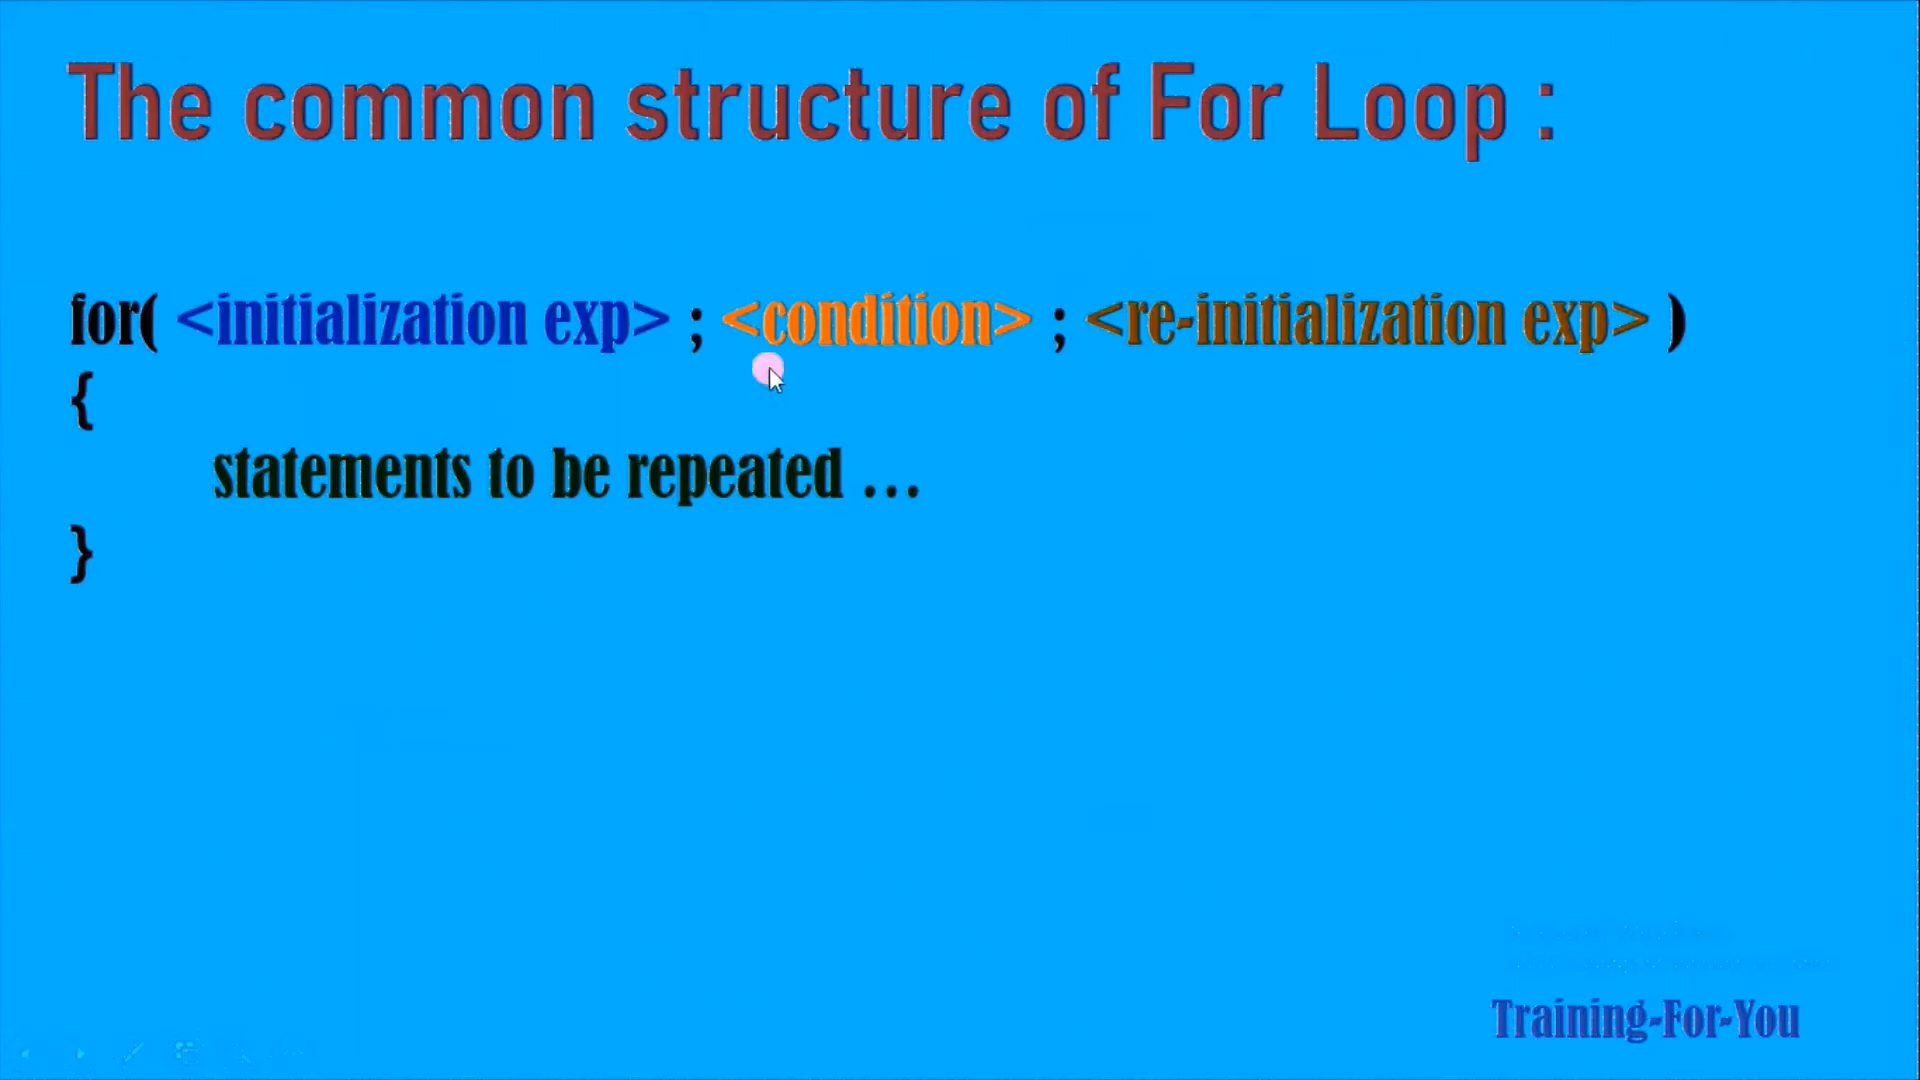 The common structure of For Loop :
for( <initialization exp> ; <condition> ; <re-initialization exp> )
{
statements to be repeated ...
}
Training-For-You